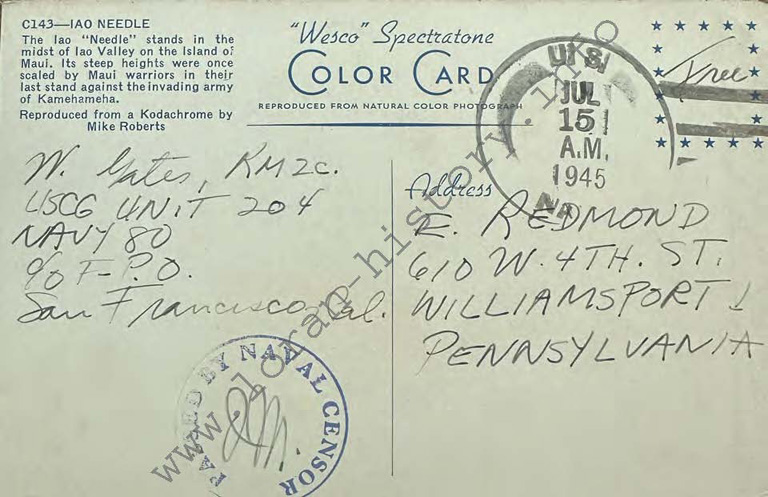 C143—IAO NEEDLE
The Iao "Needle" stands in the
midst of Iao Valley on the Island of
Maui. Its steep heights were once
scaled by Maui warriors in their
last stand against the invading army
of Kamehameha.
Reproduced from a Kodachrome by
Mike Roberts
"Wesco" Spectratone
COLOR CARD
REPRODUCED FROM NATURAL COLOR PHOTOGRAPH
U.S.
JUL
15
A.M.
1945
Free
W. Gates, RM2c.
USCG UNIT 204
NAVY 80
c/o F-P.O.
San Francisco Cal.
Address
E. REDMOND
610 W. 4TH. ST.
WILLIAMSPORT
PENNSYLVANIA
PASSED BY NAVAL CENSOR
www.loran-history.info